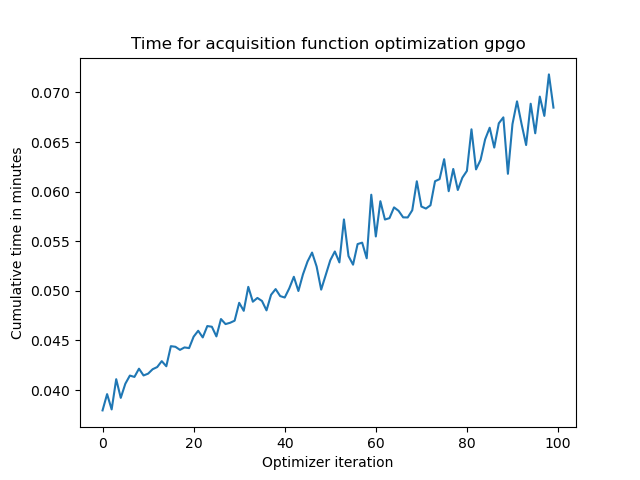 Time for acquisition function optimization gpgo
0.070
0.065
0.060
0.055
0.050
0.045
0.040
Cumulative time in minutes
0 20 40 60 80 100
Optimizer iteration